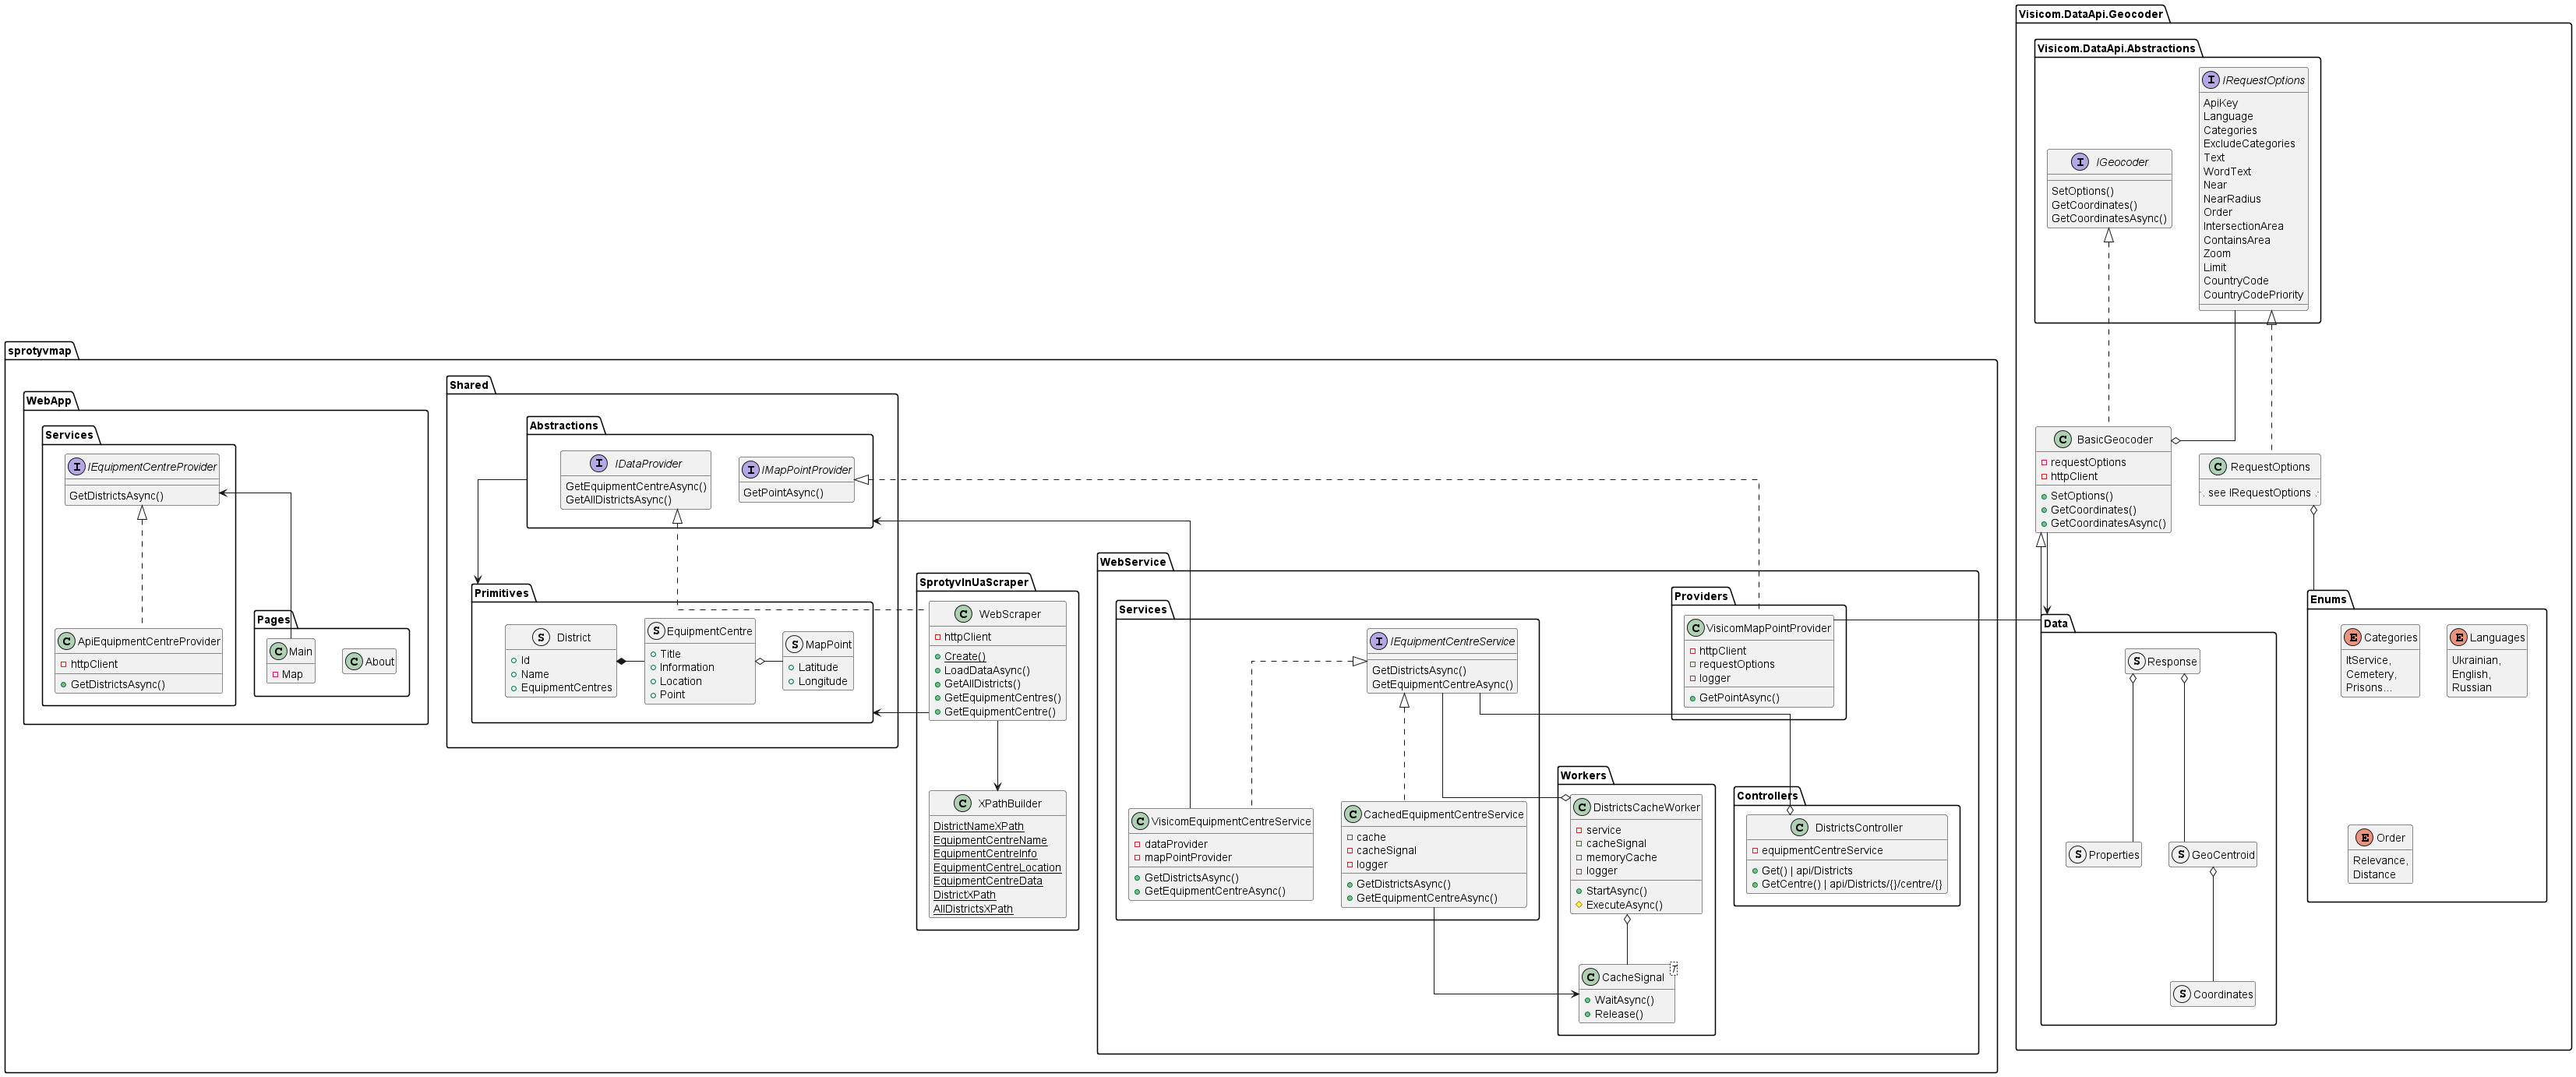 Visicom.DataApi.Geocoder
Visicom.DataApi.Abstractions
I IRequestOptions
ApiKey
Language
Categories
ExcludeCategories
Text
WordText
Near
NearRadius
Order
IntersectionArea
ContainsArea
Zoom
Limit
CountryCode
CountryCodePriority
I IGeocoder
SetOptions()
GetCoordinates()
GetCoordinatesAsync()
C BasicGeocoder
requestOptions
httpClient
SetOptions()
GetCoordinates()
GetCoordinatesAsync()
C RequestOptions
see IRequestOptions
Data
S Response
S Properties
S GeoCentroid
S Coordinates
Enums
E Categories
ItService,
Cemetery,
Prisons...
E Languages
Ukrainian,
English,
Russian
E Order
Relevance,
Distance
sprotyvmap
WebApp
Services
I IEquipmentCentreProvider
GetDistrictsAsync()
C ApiEquipmentCentreProvider
httpClient
GetDistrictsAsync()
Pages
C Main
Map
C About
Shared
Abstractions
I IDataProvider
GetEquipmentCentreAsync()
GetAllDistrictsAsync()
I IMapPointProvider
GetPointAsync()
Primitives
S District
Id
Name
EquipmentCentres
S EquipmentCentre
Title
Information
Location
Point
S MapPoint
Latitude
Longitude
SprotyvInUaScraper
C WebScraper
httpClient
Create()
LoadDataAsync()
GetAllDistricts()
GetEquipmentCentres()
GetEquipmentCentre()
C XPathBuilder
DistrictNameXPath
EquipmentCentreName
EquipmentCentreInfo
EquipmentCentreLocation
EquipmentCentreData
DistrictXPath
AllDistrictsXPath
WebService
Services
I IEquipmentCentreService
GetDistrictsAsync()
GetEquipmentCentreAsync()
C VisicomEquipmentCentreService
dataProvider
mapPointProvider
GetDistrictsAsync()
GetEquipmentCentreAsync()
C CachedEquipmentCentreService
cache
cacheSignal
logger
GetDistrictsAsync()
GetEquipmentCentreAsync()
Providers
C VisicomMapPointProvider
httpClient
requestOptions
logger
GetPointAsync()
Workers
C DistrictsCacheWorker
service
cacheSignal
memoryCache
logger
StartAsync()
ExecuteAsync()
C CacheSignal T
WaitAsync()
Release()
Controllers
C DistrictsController
equipmentCentreService
Get() | api/Districts
GetCentre() | api/Districts/{}/centre/{}